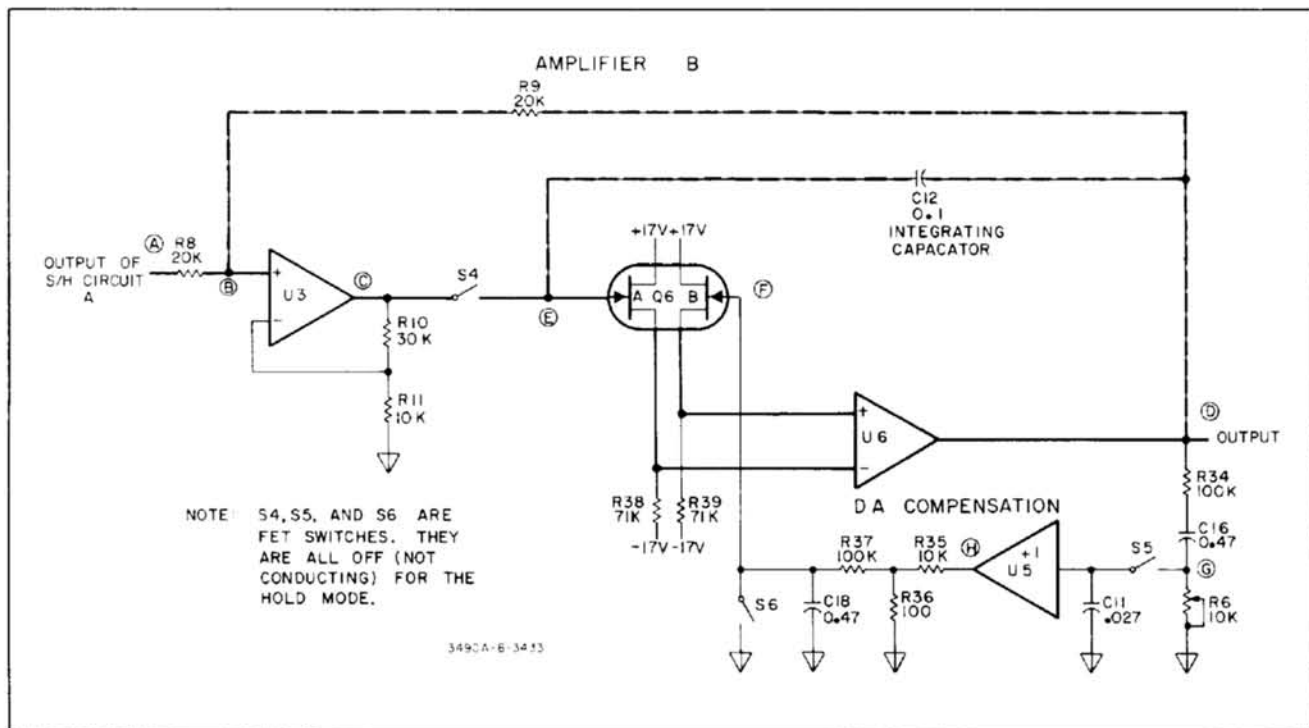 AMPLIFIER B
R9
20K
C12
0.1
INTEGRATING
CAPACATOR
+17V +17V
Ⓐ R8
20K
OUTPUT OF
S/H CIRCUIT
A
Ⓑ
+
U3
-
Ⓒ
S4
Ⓔ
A Q6 B
Ⓕ
R10
30K
R11
10K
+
U6
-
Ⓓ
OUTPUT
R38
71K
R39
71K
-17V -17V
DA COMPENSATION
R34
100K
C16
0.47
NOTE: S4, S5, AND S6 ARE
FET SWITCHES. THEY
ARE ALL OFF (NOT
CONDUCTING) FOR THE
HOLD MODE.
R37
100K
R35
10K
Ⓗ
+1
U5
S5
Ⓖ
S6
C18
0.47
R36
100
C11
.027
R6
10K
3490A-B-3433